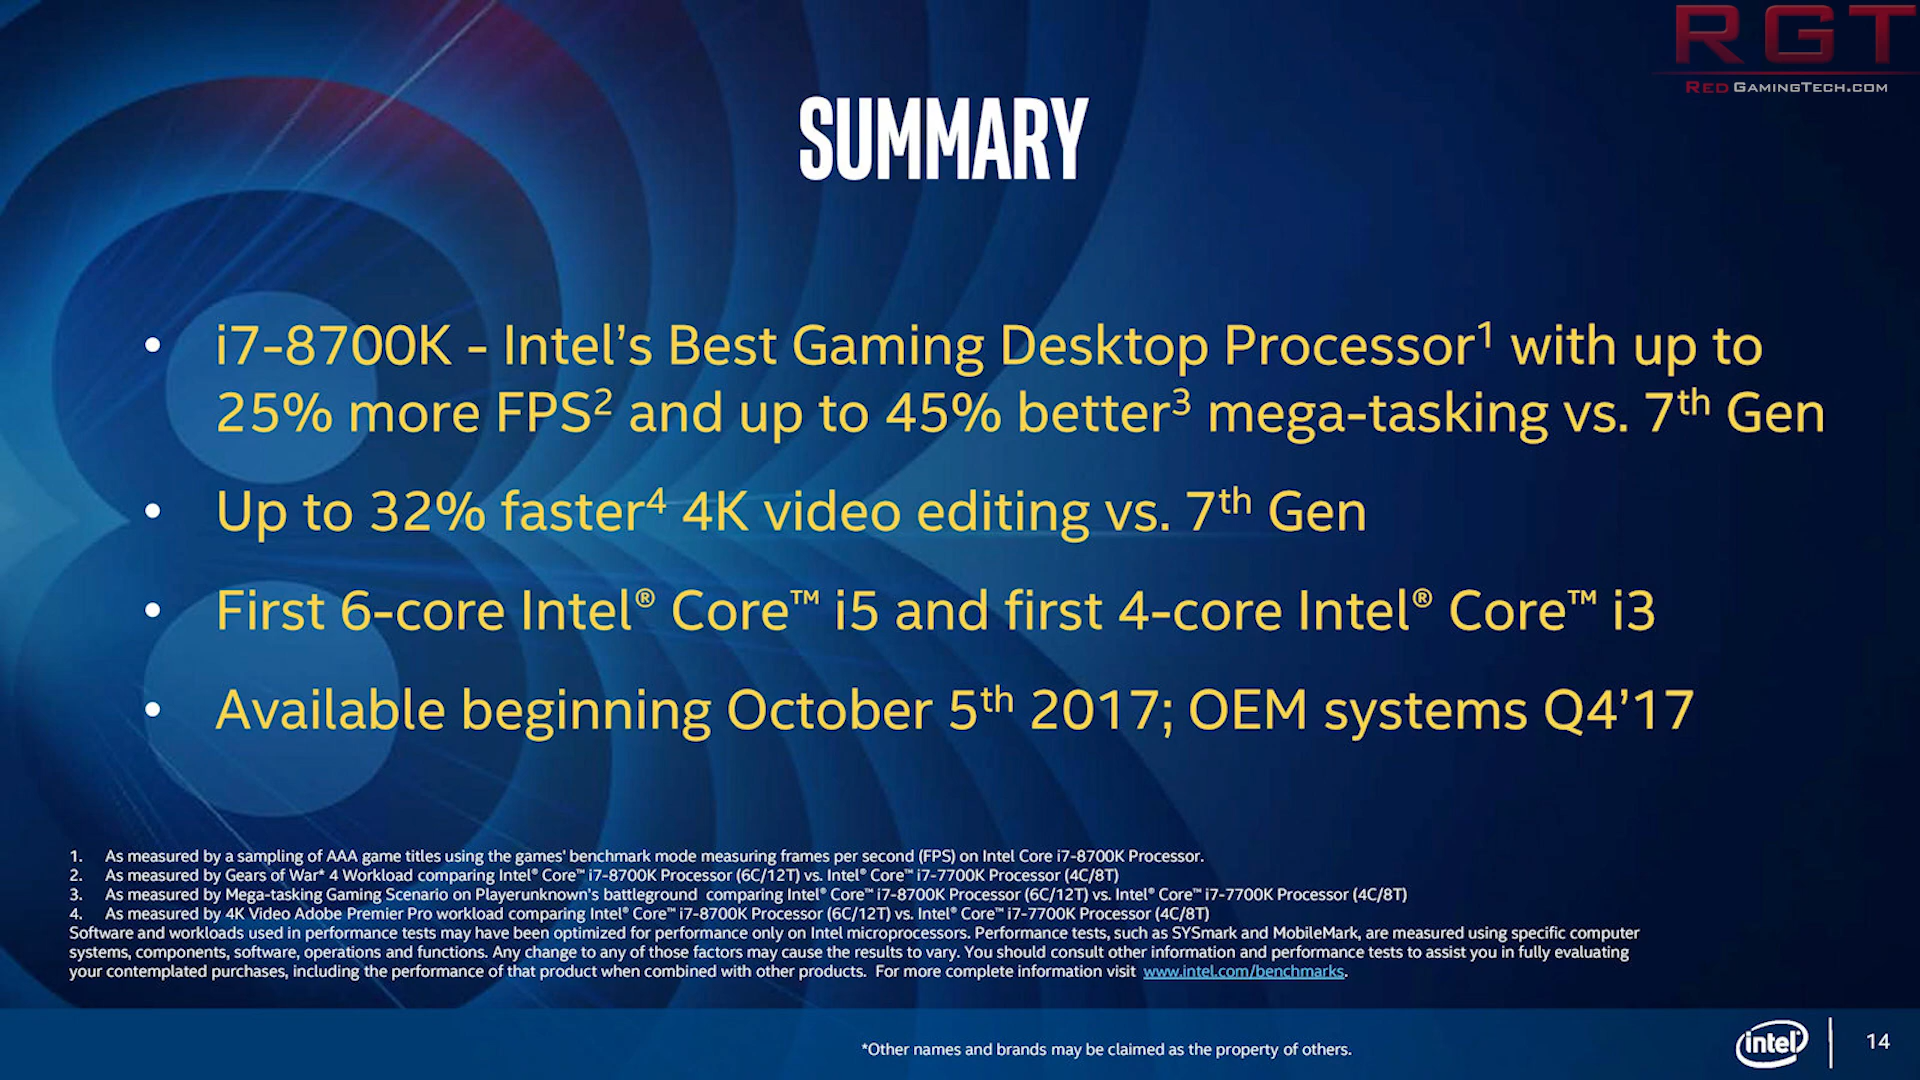 RGT
RED GAMINGTECH.COM
SUMMARY
• i7-8700K - Intel's Best Gaming Desktop Processor¹ with up to
25% more FPS² and up to 45% better³ mega-tasking vs. 7th Gen
• Up to 32% faster⁴ 4K video editing vs. 7th Gen
• First 6-core Intel® Core™ i5 and first 4-core Intel® Core™ i3
• Available beginning October 5th 2017; OEM systems Q4'17
1. As measured by a sampling of AAA game titles using the games' benchmark mode measuring frames per second (FPS) on Intel Core i7-8700K Processor.
2. As measured by Gears of War* 4 Workload comparing Intel® Core™ i7-8700K Processor (6C/12T) vs. Intel® Core™ i7-7700K Processor (4C/8T)
3. As measured by Mega-tasking Gaming Scenario on Playerunknown's battleground comparing Intel® Core™ i7-8700K Processor (6C/12T) vs. Intel® Core™ i7-7700K Processor (4C/8T)
4. As measured by 4K Video Adobe Premier Pro workload comparing Intel® Core™ i7-8700K Processor (6C/12T) vs. Intel® Core™ i7-7700K Processor (4C/8T)
Software and workloads used in performance tests may have been optimized for performance only on Intel microprocessors. Performance tests, such as SYSmark and MobileMark, are measured using specific computer
systems, components, software, operations and functions. Any change to any of those factors may cause the results to vary. You should consult other information and performance tests to assist you in fully evaluating
your contemplated purchases, including the performance of that product when combined with other products. For more complete information visit www.intel.com/benchmarks.
*Other names and brands may be claimed as the property of others.
intel
14